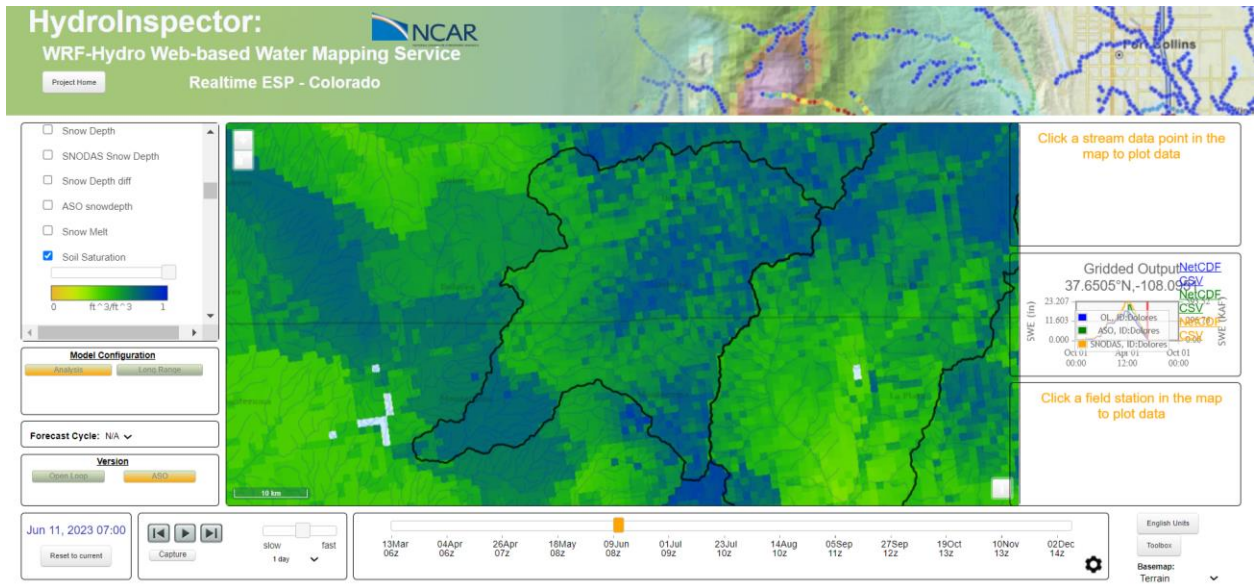 HydroInspector:
NCAR
WRF-Hydro Web-based Water Mapping Service
Project Home
Realtime ESP - Colorado
Fort Collins
Snow Depth
SNODAS Snow Depth
Snow Depth diff
ASO snowdepth
Snow Melt
Soil Saturation
0 ft^3/ft^3 1
Model Configuration
Analysis Long Range
Forecast Cycle: N/A
Version
Open Loop ASO
10 km
Click a stream data point in the
map to plot data
Gridded Output
37.6505°N,-108.09
NetCDF
CSV
NetCDF
CSV
NetCDF
CSV
SWE (in)
23.207
11.603
0.000
OL, ID:Dolores
ASO, ID:Dolores
SNODAS, ID:Dolores
0.00
SWE (KAF)
Oct 01 Apr 01 Oct 01
00:00 12:00 00:00
Click a field station in the map
to plot data
Jun 11, 2023 07:00
Reset to current
Capture
slow fast
1 day
13Mar 04Apr 26Apr 18May 09Jun 01Jul 23Jul 14Aug 05Sep 27Sep 19Oct 10Nov 02Dec
06z 06z 07z 08z 08z 09z 10z 10z 11z 12z 13z 13z 14z
English Units
Toolbox
Basemap:
Terrain